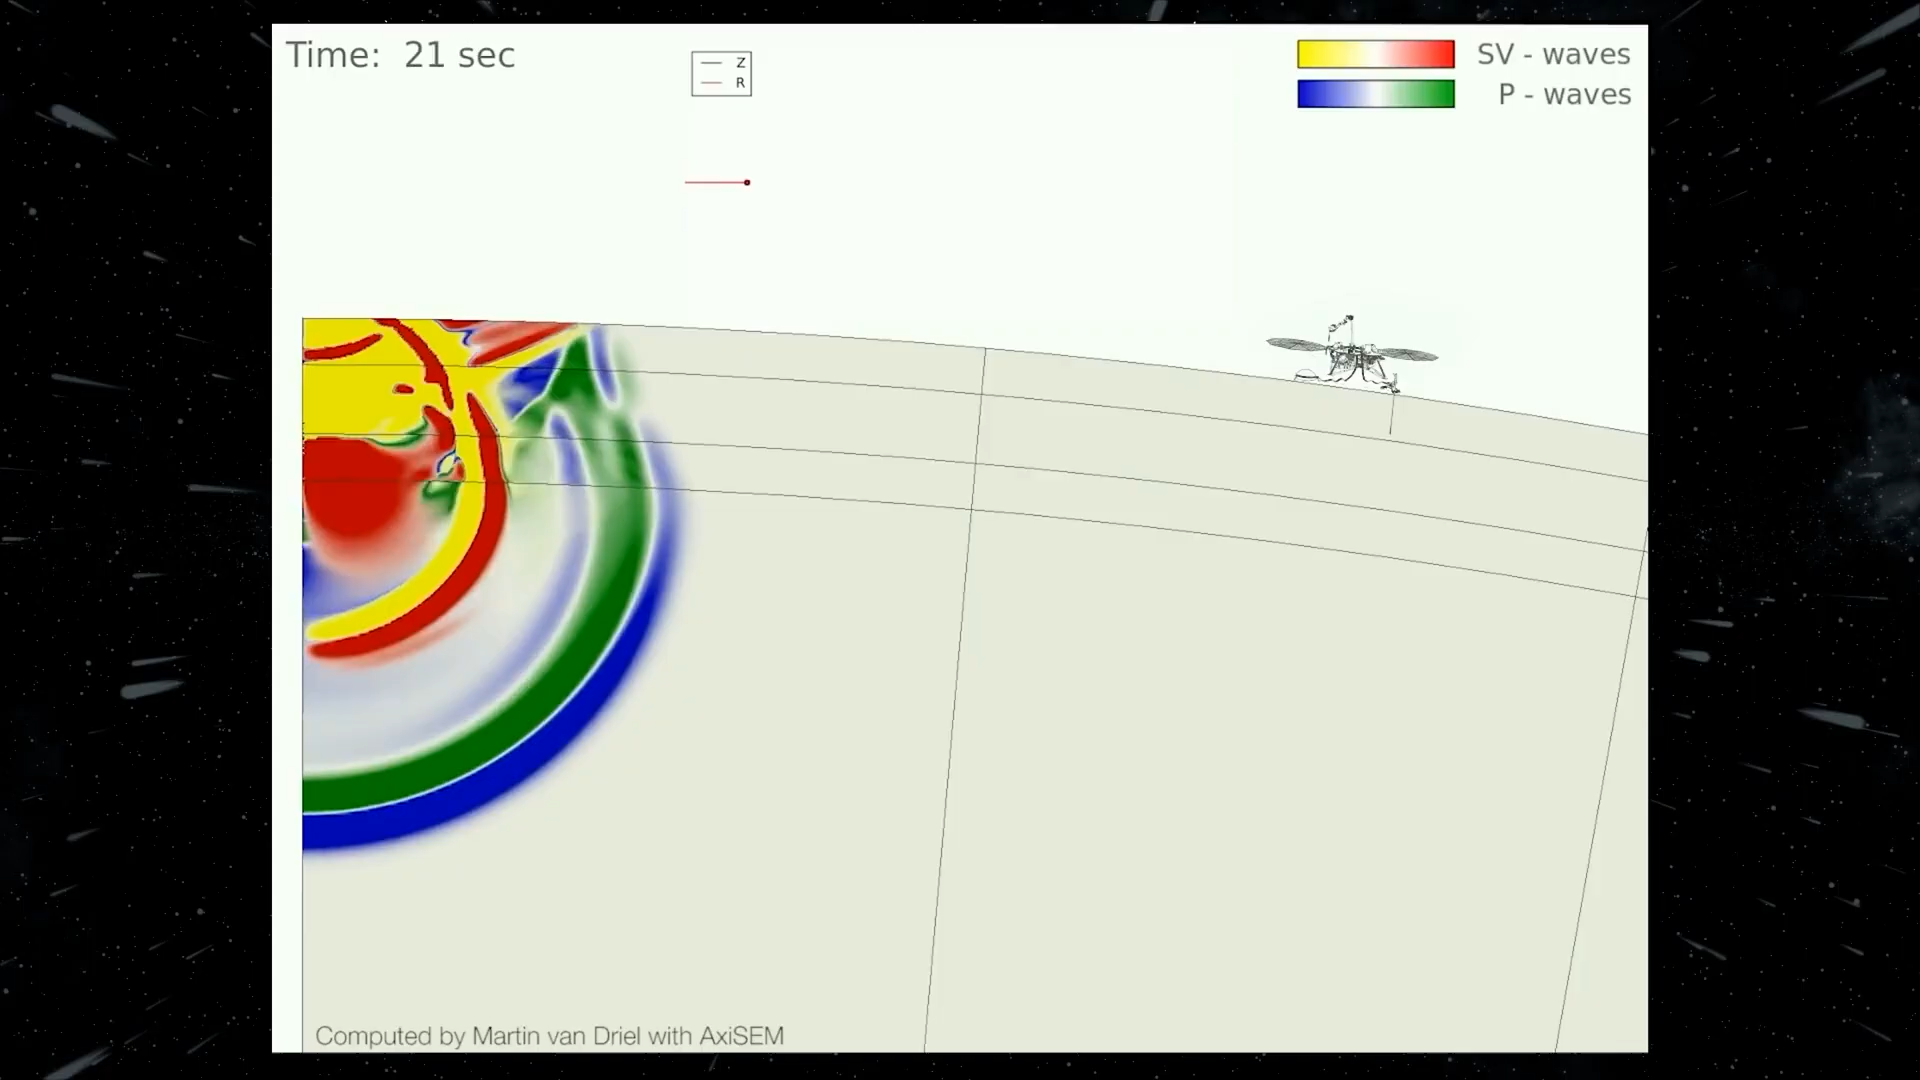 Time: 21 sec
Z
R
SV - waves
P - waves
Computed by Martin van Driel with AxiSEM